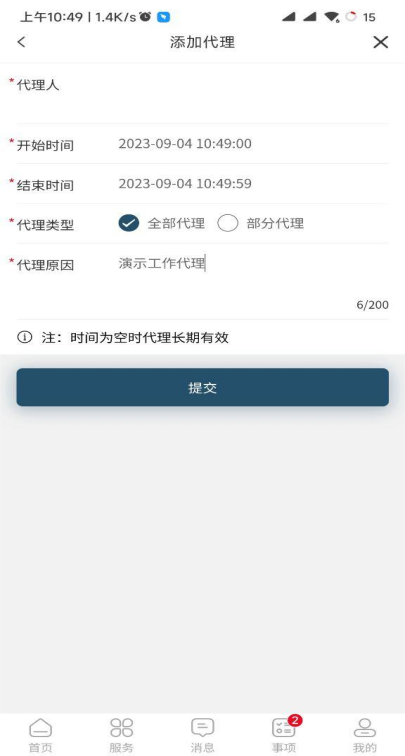 上午10:49 | 1.4K/s
15
添加代理
*代理人
*开始时间 2023-09-04 10:49:00
*结束时间 2023-09-04 10:49:59
*代理类型 全部代理 部分代理
*代理原因 演示工作代理
6/200
注：时间为空时代理长期有效
提交
2
首页 服务 消息 事项 我的